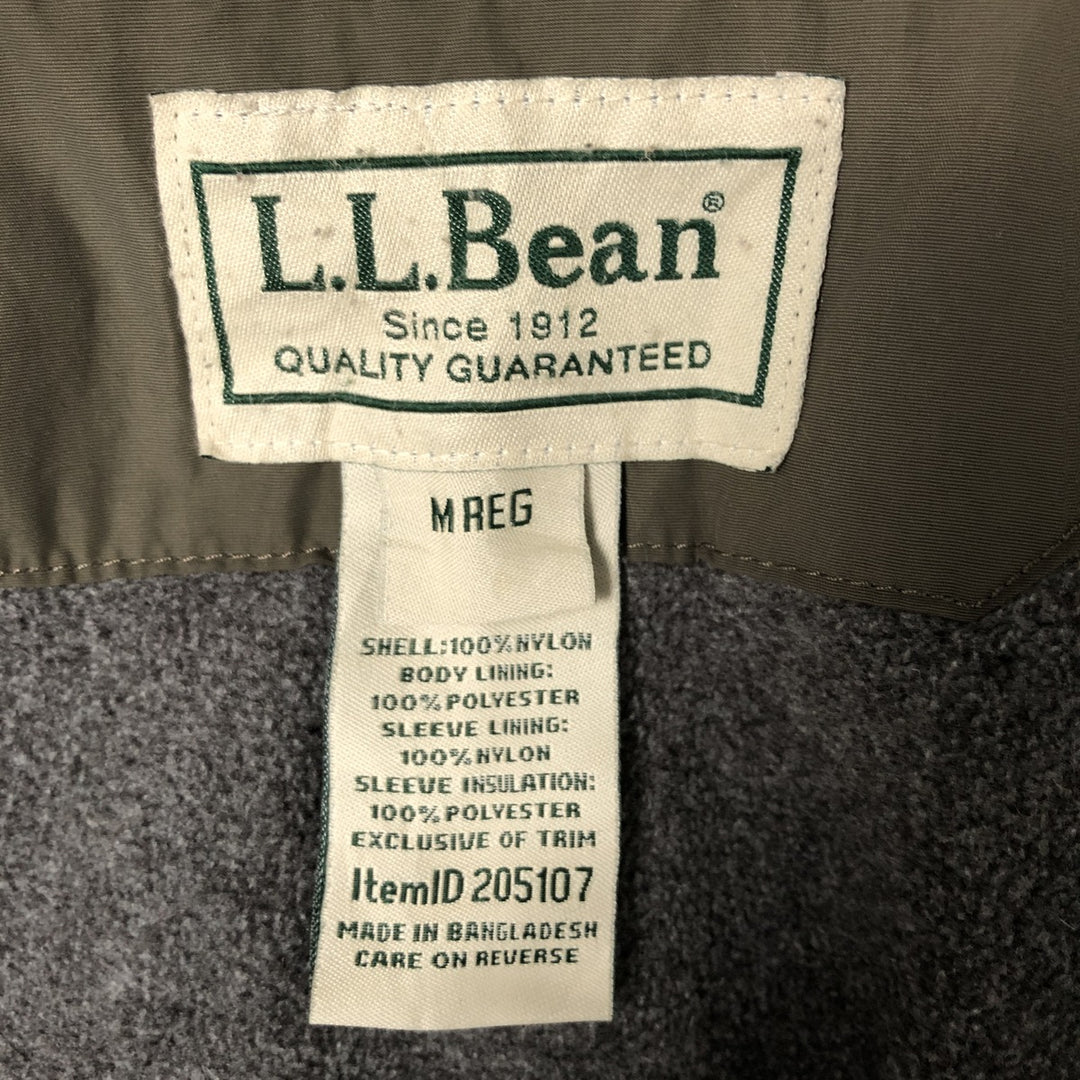 L.L.Bean®
Since 1912
QUALITY GUARANTEED
M REG
SHELL:100%NYLON
BODY LINING:
100%POLYESTER
SLEEVE LINING:
100%NYLON
SLEEVE INSULATION:
100%POLYESTER
EXCLUSIVE OF TRIM
ItemID 205107
MADE IN BANGLADESH
CARE ON REVERSE